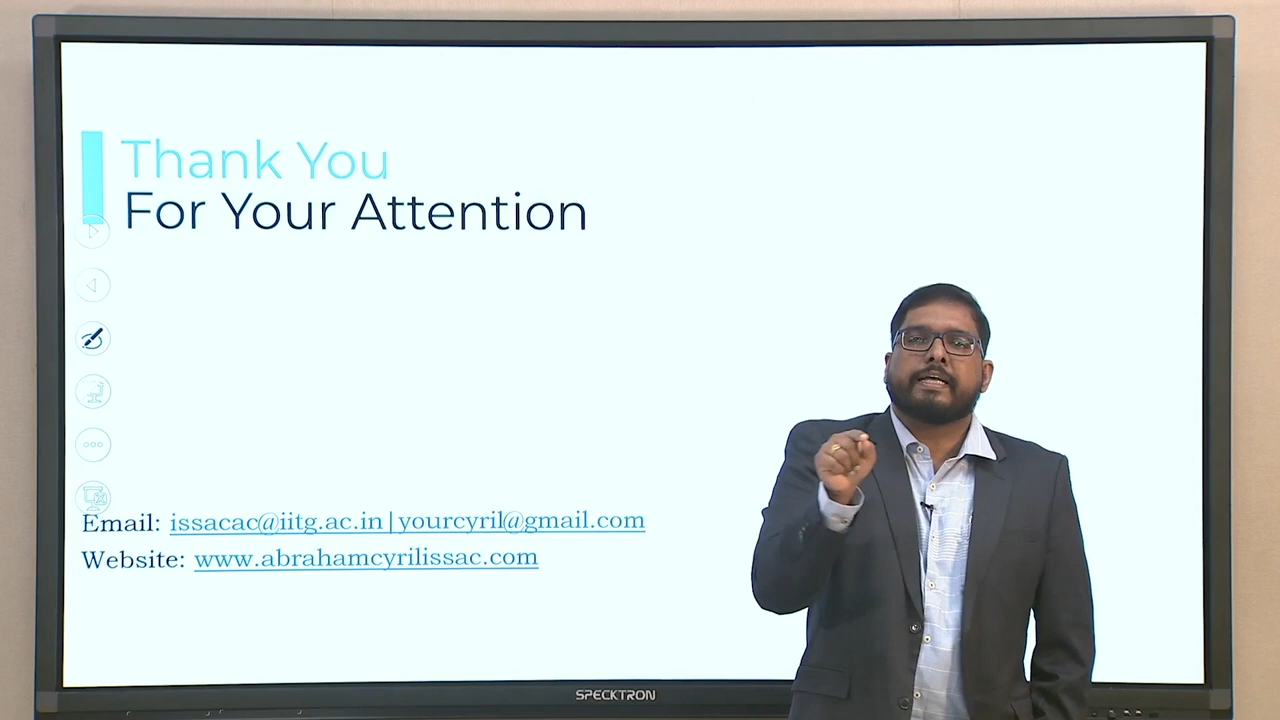 Thank You
For Your Attention
Email: issacac@iitg.ac.in|yourcyril@gmail.com
Website: www.abrahamcyrilissac.com
SPECKTRON